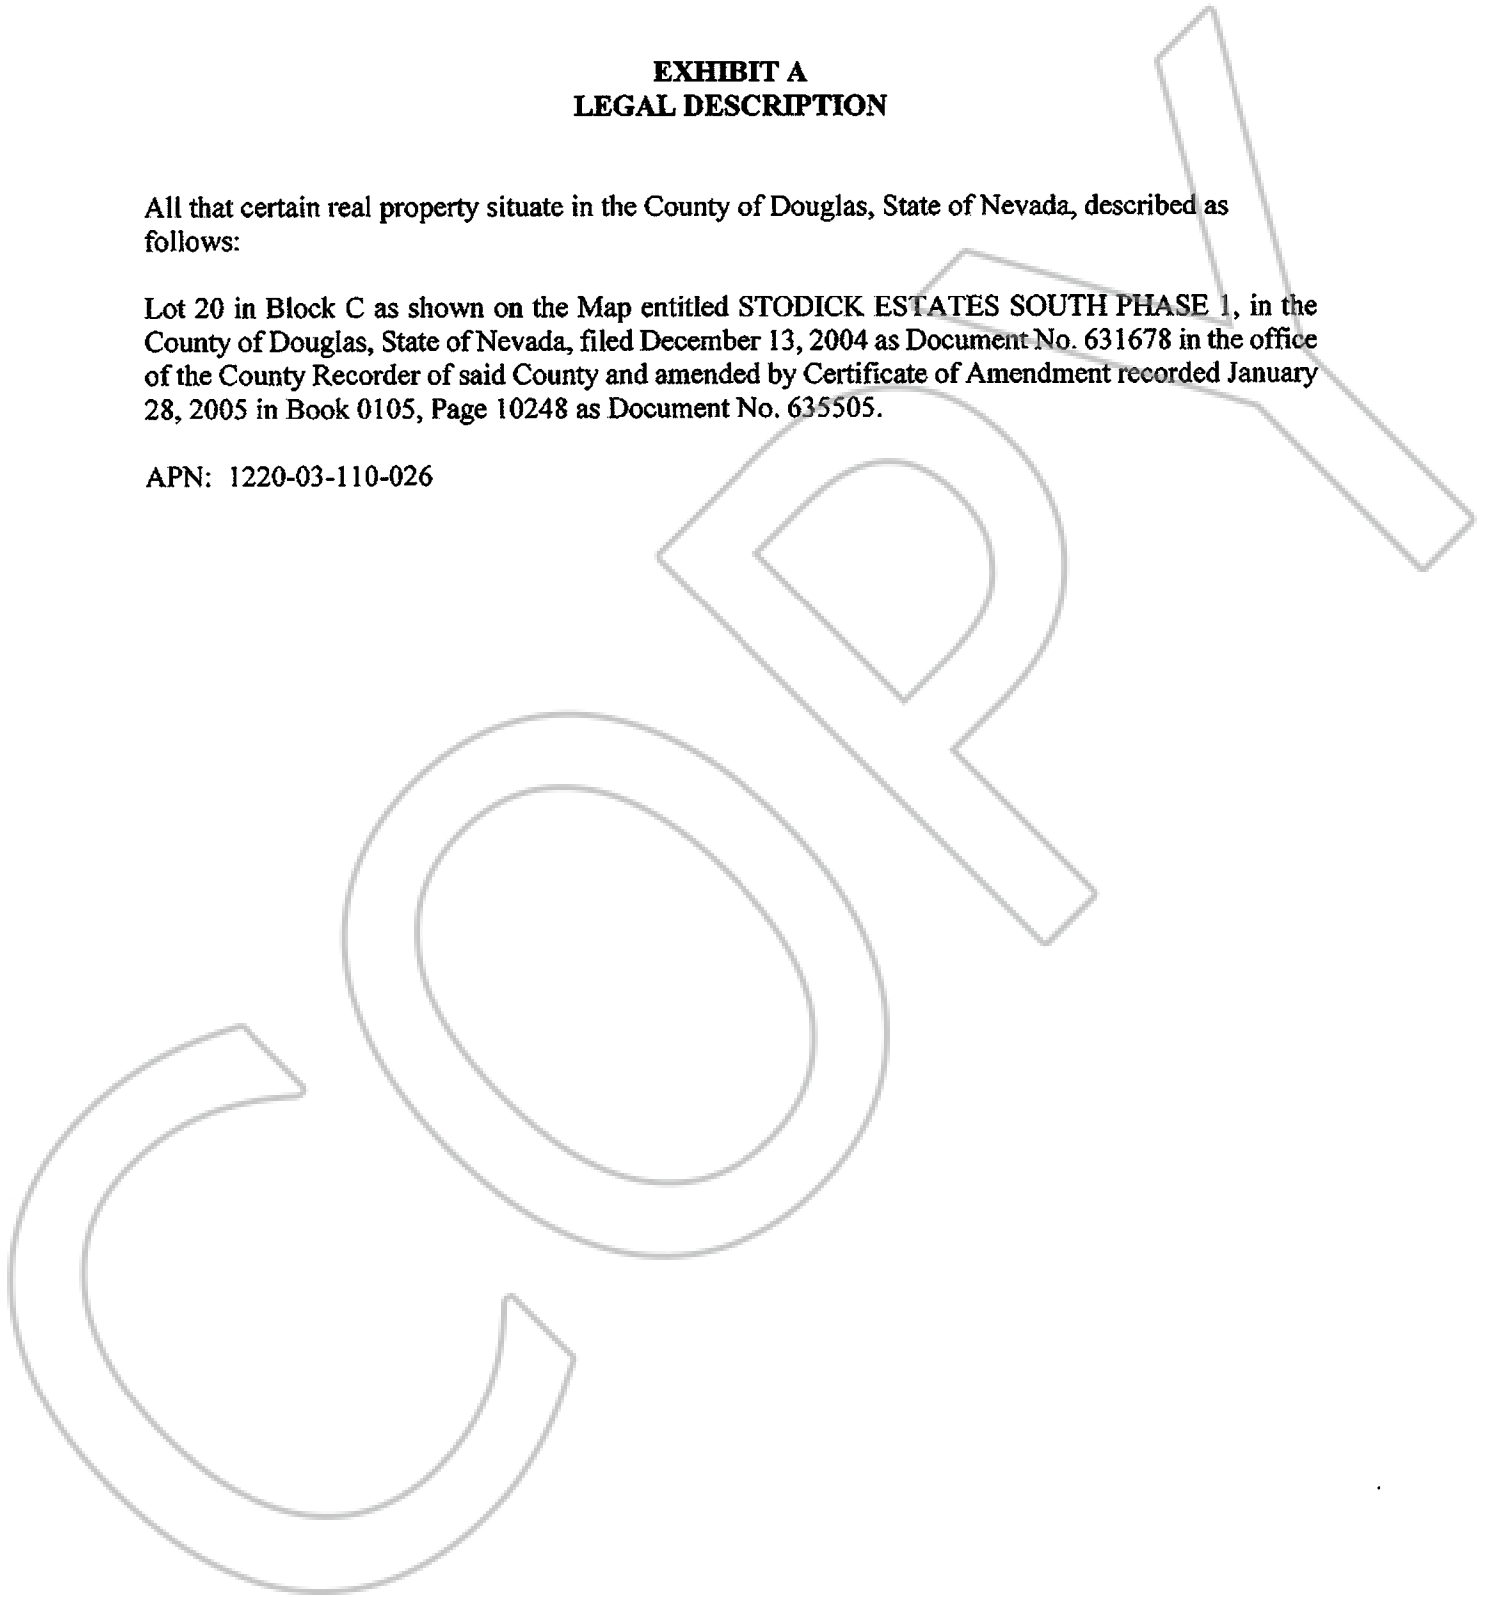 EXHIBIT A
LEGAL DESCRIPTION
All that certain real property situate in the County of Douglas, State of Nevada, described as
follows:
Lot 20 in Block C as shown on the Map entitled STODICK ESTATES SOUTH PHASE 1, in the
County of Douglas, State of Nevada, filed December 13, 2004 as Document No. 631678 in the office
of the County Recorder of said County and amended by Certificate of Amendment recorded January
28, 2005 in Book 0105, Page 10248 as Document No. 635505.
APN: 1220-03-110-026
COPY